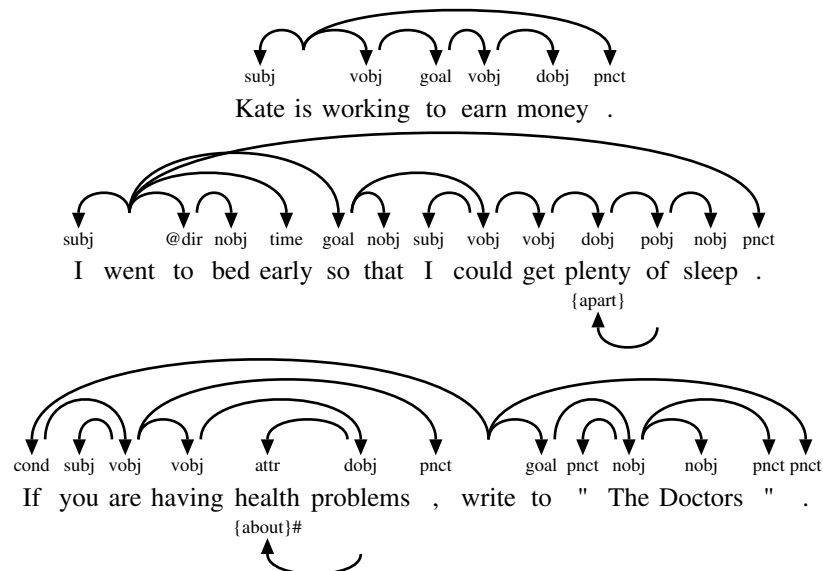 subj vobj goal vobj dobj pnct
Kate is working to earn money .
subj @dir nobj time goal nobj subj vobj vobj dobj pobj nobj pnct
I went to bed early so that I could get plenty of sleep .
{apart}
cond subj vobj vobj attr dobj pnct goal pnct nobj nobj pnct pnct
If you are having health problems , write to " The Doctors " .
{about}#